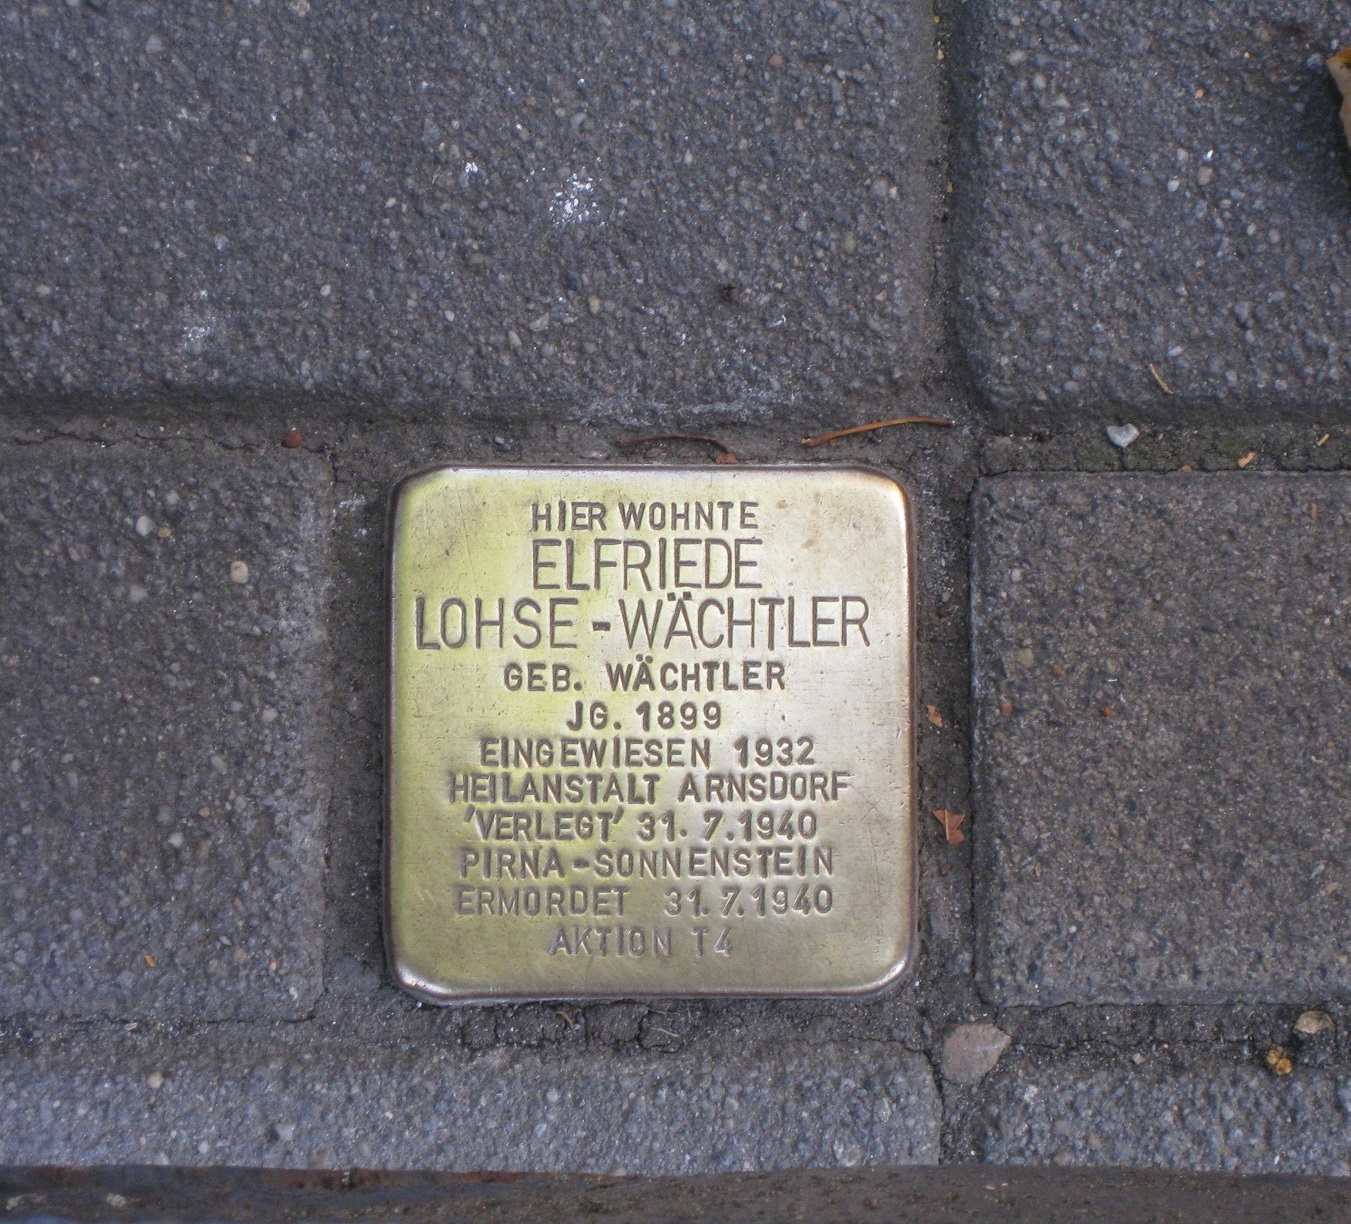 HIER WOHNTE
ELFRIEDE
LOHSE-WÄCHTLER
GEB. WÄCHTLER
JG. 1899
EINGEWIESEN 1932
HEILANSTALT ARNSDORF
'VERLEGT' 31.7.1940
PIRNA-SONNENSTEIN
ERMORDET 31.7.1940
AKTION T4